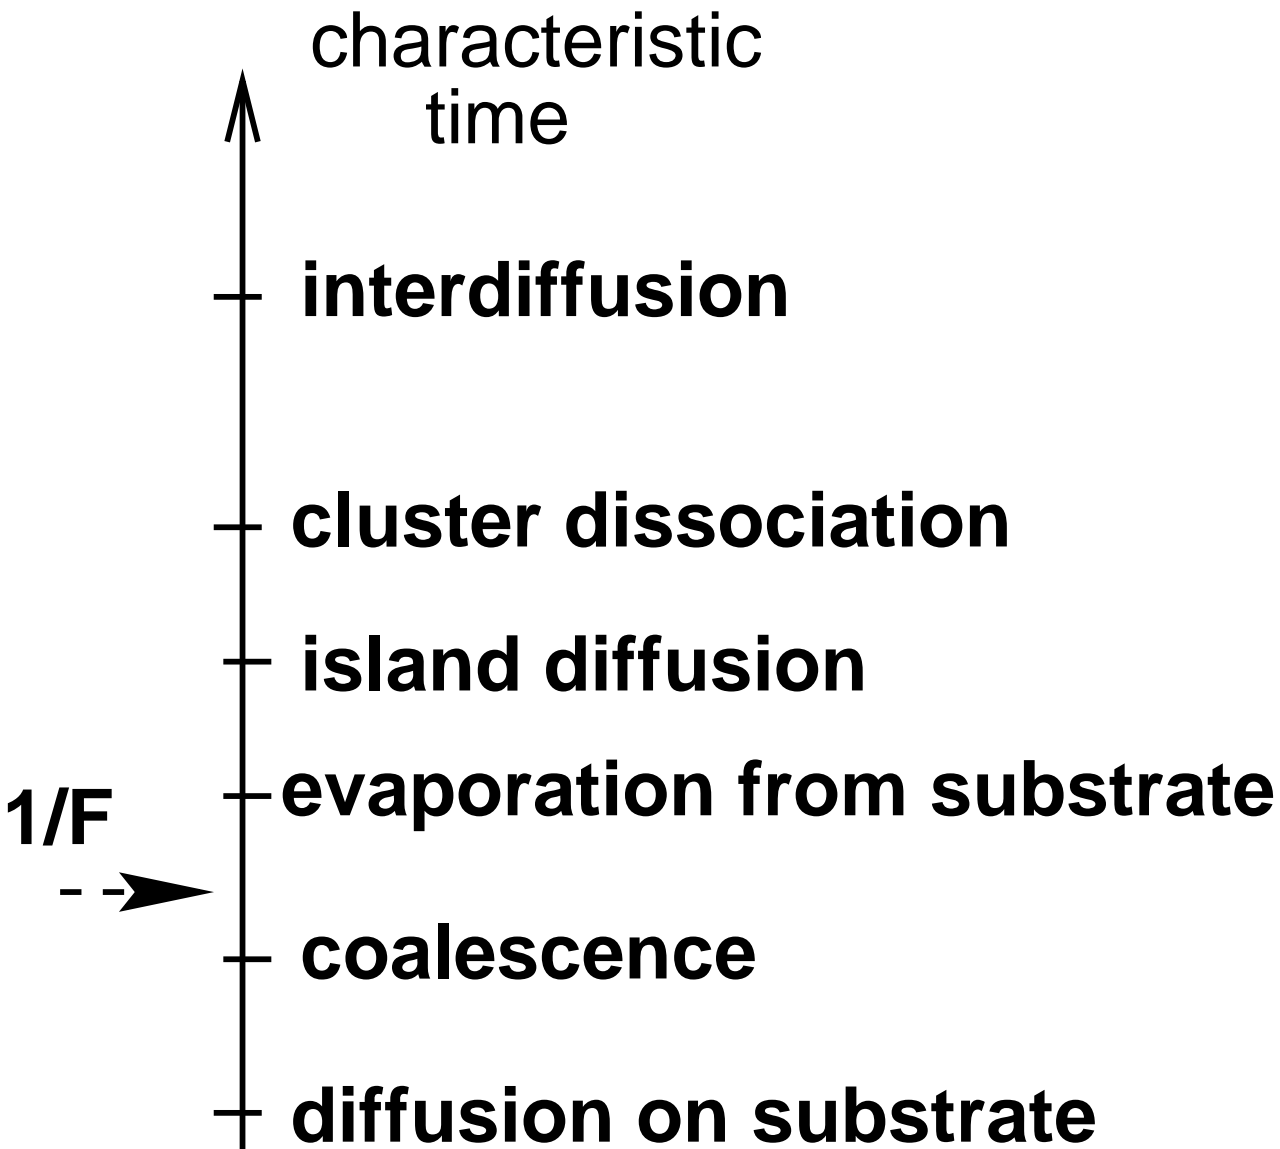 characteristic
time
interdiffusion
cluster dissociation
island diffusion
evaporation from substrate
1/F
coalescence
diffusion on substrate